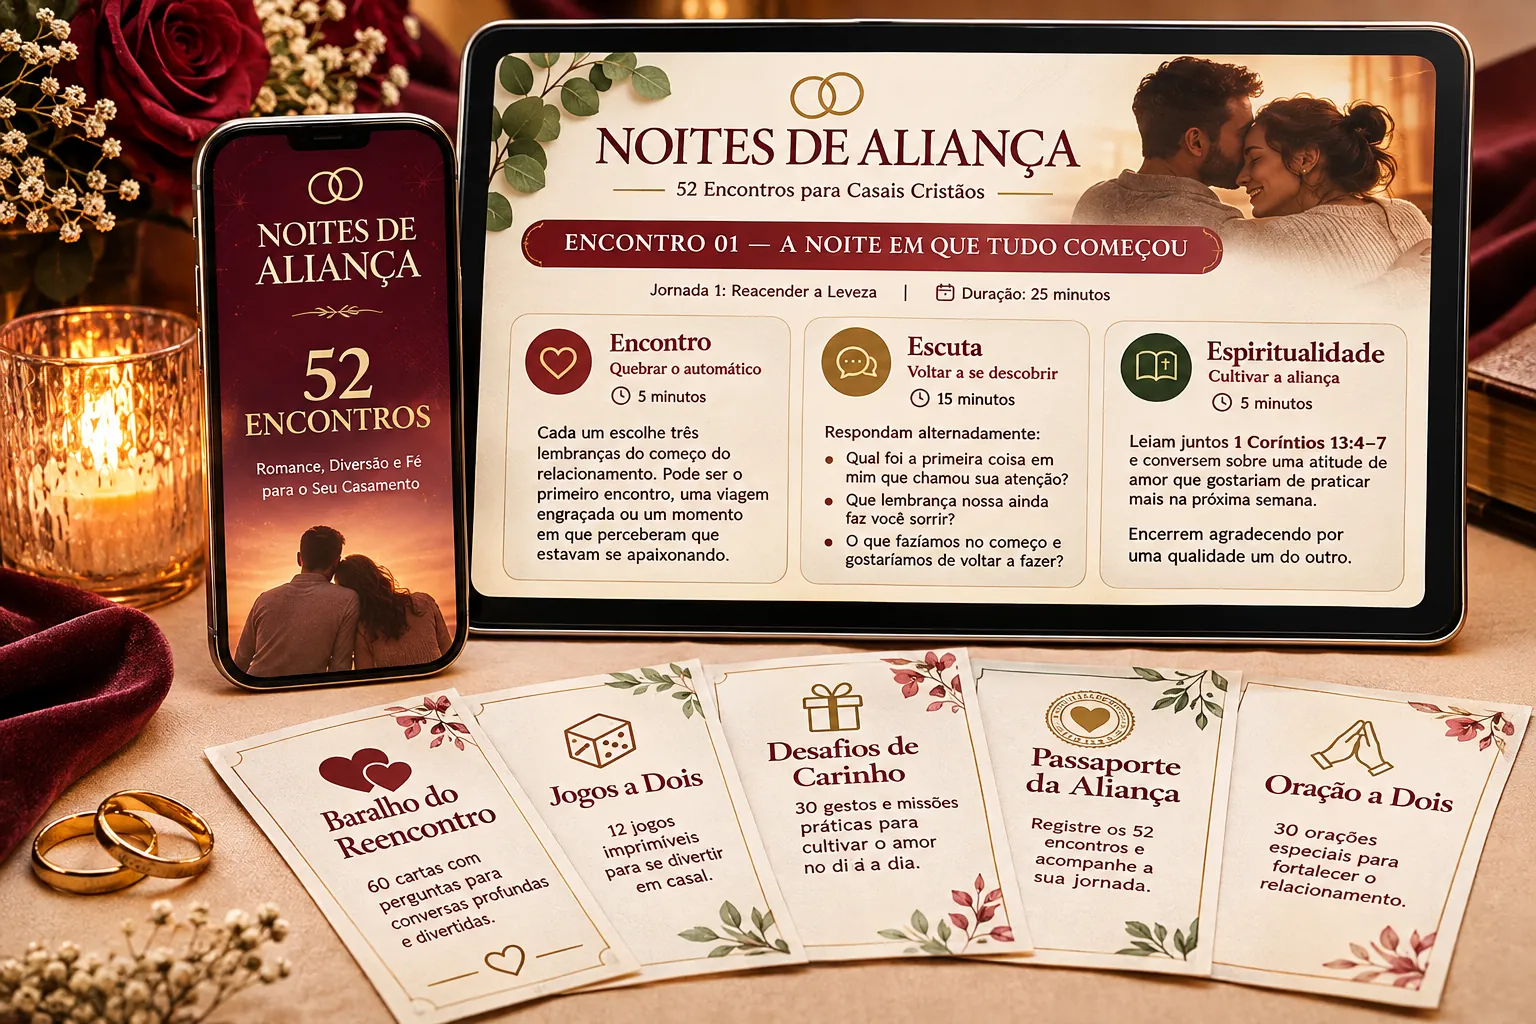 NOITES DE
ALIANÇA
52
ENCONTROS
Romance, Diversão e Fé
para o Seu Casamento
NOITES DE ALIANÇA
52 Encontros para Casais Cristãos
ENCONTRO 01 — A NOITE EM QUE TUDO COMEÇOU
Jornada 1: Reacender a Leveza | Duração: 25 minutos
Encontro
Quebrar o automático
5 minutos
Cada um escolhe três
lembranças do começo do
relacionamento. Pode ser o
primeiro encontro, uma viagem
engraçada ou um momento
em que perceberam que
estavam se apaixonando.
Escuta
Voltar a se descobrir
15 minutos
Respondam alternadamente:
• Qual foi a primeira coisa em
mim que chamou sua atenção?
• Que lembrança nossa ainda
faz você sorrir?
• O que fazíamos no começo e
gostaríamos de voltar a fazer?
Espiritualidade
Cultivar a aliança
5 minutos
Leiam juntos 1 Coríntios 13:4–7
e conversem sobre uma atitude de
amor que gostariam de praticar
mais na próxima semana.
Encerrem agradecendo por
uma qualidade um do outro.
Baralho do
Reencontro
60 cartas com
perguntas para
conversas profundas
e divertidas.
Jogos a Dois
12 jogos
imprimíveis
para se divertir
em casal.
Desafios de
Carinho
30 gestos e missões
práticas para
cultivar o amor
no di a a dia.
Passaporte
da Aliança
Registre os 52
encontros e
acompanhe a
sua jornada.
Oração a Dois
30 orações
especiais para
fortalecer o
relacionamento.